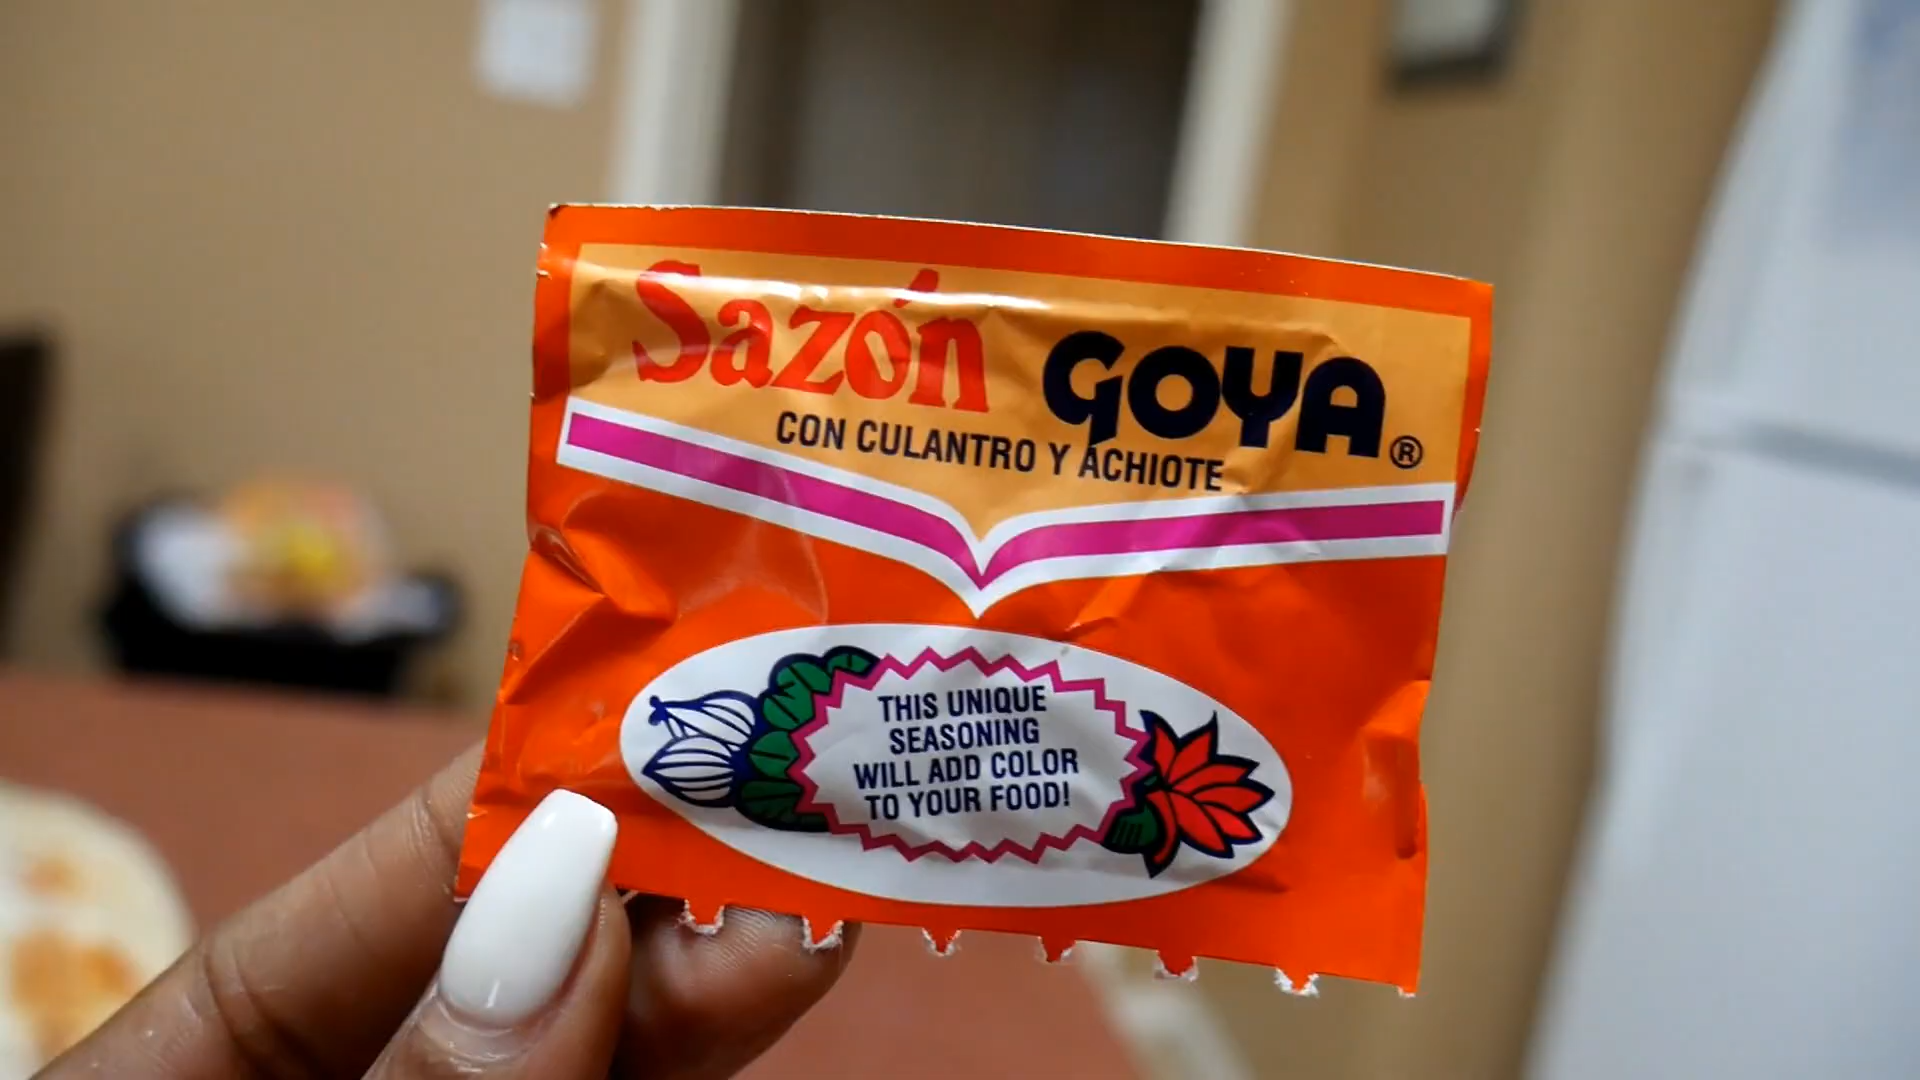 Sazón GOYA®
CON CULANTRO Y ACHIOTE
THIS UNIQUE
SEASONING
WILL ADD COLOR
TO YOUR FOOD!